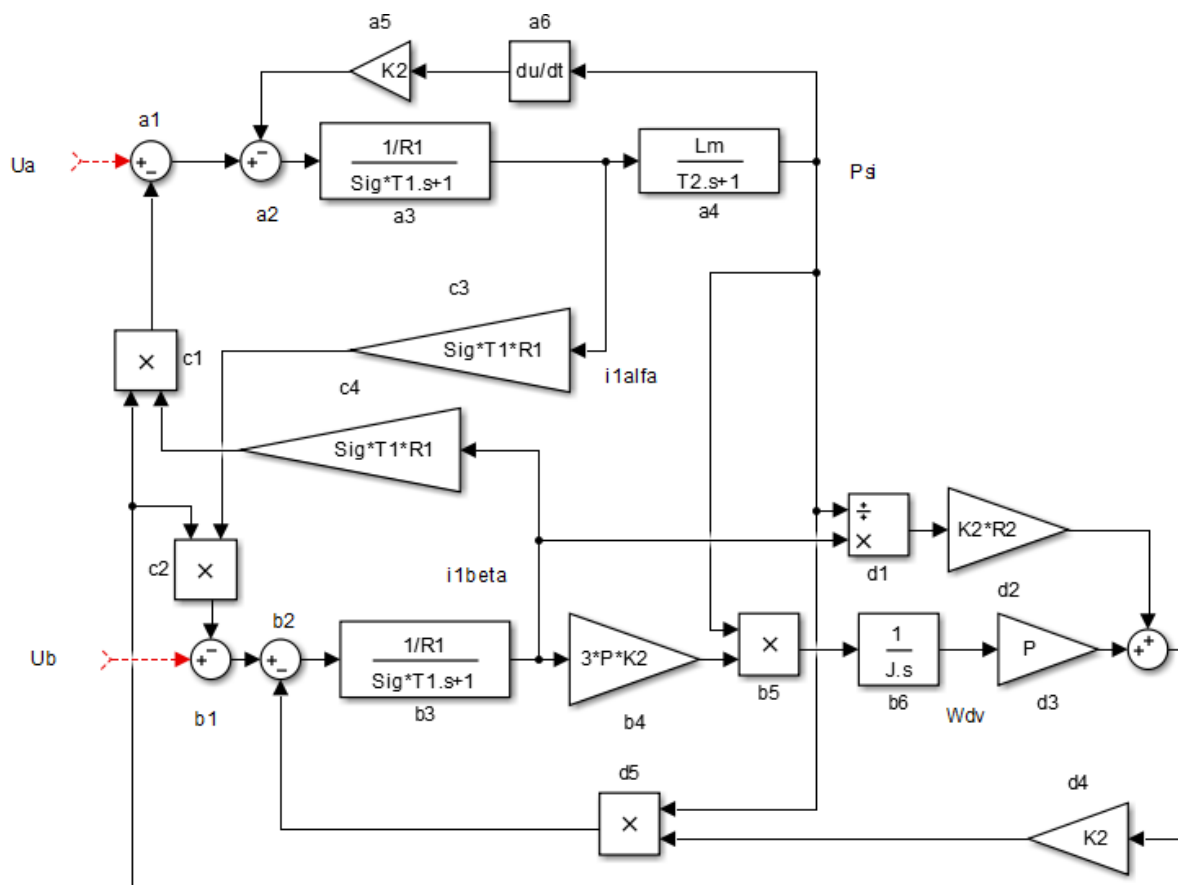 a6
a5
K2
du/dt
a1
Ua
1/R1
Sig*T1.s+1
Lm
T2.s+1
Psi
a2
a3
a4
c3
Sig*T1*R1
×
c1
i1alfa
c4
Sig*T1*R1
÷
×
K2*R2
c2
×
i1beta
d1
d2
b2
Ub
1/R1
Sig*T1.s+1
3*P*K2
×
1
J.s
P
b5
b1
b3
b4
b6
Wdv
d3
d5
×
d4
K2